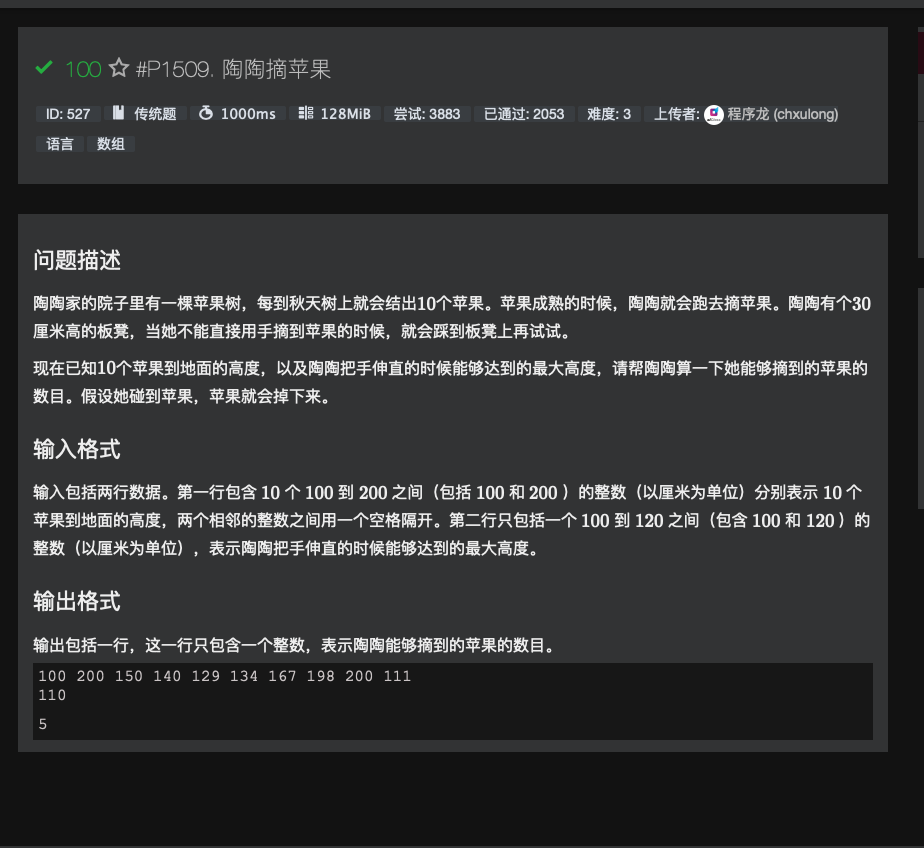 100 #P1509. 陶陶摘苹果
ID: 527 传统题 1000ms 128MiB 尝试: 3883 已通过: 2053 难度: 3 上传者: 程序龙 (chxulong)
语言 数组
问题描述
陶陶家的院子里有一棵苹果树，每到秋天树上就会结出10个苹果。苹果成熟的时候，陶陶就会跑去摘苹果。陶陶有个30
厘米高的板凳，当她不能直接用手摘到苹果的时候，就会踩到板凳上再试试。
现在已知10个苹果到地面的高度，以及陶陶把手伸直的时候能够达到的最大高度，请帮陶陶算一下她能够摘到的苹果的
数目。假设她碰到苹果，苹果就会掉下来。
输入格式
输入包括两行数据。第一行包含 10 个 100 到 200 之间（包括 100 和 200 ）的整数（以厘米为单位）分别表示 10 个
苹果到地面的高度，两个相邻的整数之间用一个空格隔开。第二行只包括一个 100 到 120 之间（包含 100 和 120 ）的
整数（以厘米为单位），表示陶陶把手伸直的时候能够达到的最大高度。
输出格式
输出包括一行，这一行只包含一个整数，表示陶陶能够摘到的苹果的数目。
100 200 150 140 129 134 167 198 200 111
110
5